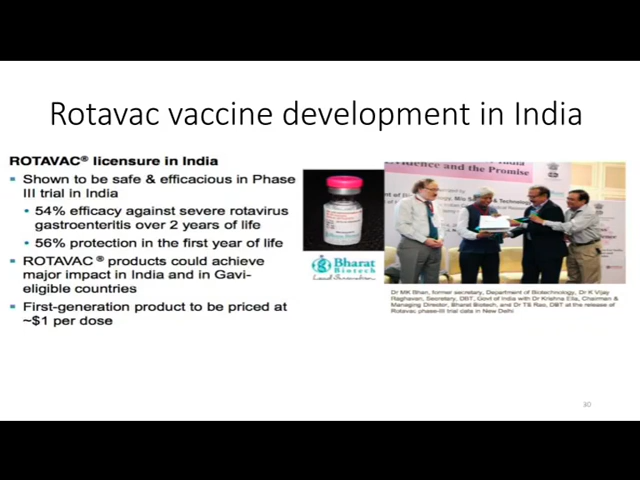 Rotavac vaccine development in India
ROTAVAC® licensure in India
Shown to be safe & efficacious in Phase
III trial in India
54% efficacy against severe rotavirus
gastroenteritis over 2 years of life
56% protection in the first year of life
ROTAVAC ® products could achieve
major impact in India and in Gavi-
eligible countries
First-generation product to be priced at
~$1 per dose
Bharat
Biotech
vidence and the Promise
Dr MK Bhan, former secretary, Department of Biotechnology, Dr K Vijay
Raghavan, Secretary, DBT, Govt of India with Dr Krishna Ella, Chairman &
Managing Director, Bharat Biotech, and Dr TS Rao, DBT at the release of
Rotavac phase-III trial data in New Delhi
30